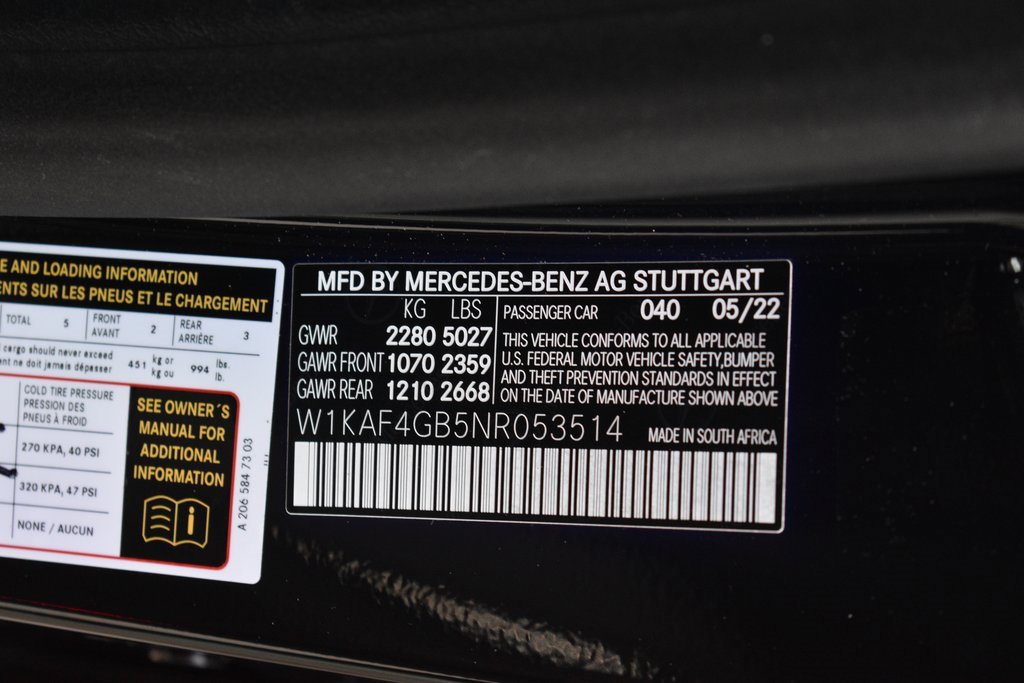 E AND LOADING INFORMATION
ENTS SUR LES PNEUS ET LE CHARGEMENT
TOTAL 5 FRONT AVANT 2 REAR ARRIÈRE 3
cargo should never exceed
ent ne doit jamais dépasser
451 kg or kg ou 994 lbs. lb.
COLD TIRE PRESSURE
PRESSION DES
PNEUS À FROID
270 KPA, 40 PSI
320 KPA, 47 PSI
NONE / AUCUN
SEE OWNER´S
MANUAL FOR
ADDITIONAL
INFORMATION
A 206 584 73 03
MFD BY MERCEDES-BENZ AG STUTTGART
KG LBS
GVWR 2280 5027
GAWR FRONT 1070 2359
GAWR REAR 1210 2668
PASSENGER CAR 040 05/22
THIS VEHICLE CONFORMS TO ALL APPLICABLE
U.S. FEDERAL MOTOR VEHICLE SAFETY,BUMPER
AND THEFT PREVENTION STANDARDS IN EFFECT
ON THE DATE OF MANUFACTURE SHOWN ABOVE
W1KAF4GB5NR053514
MADE IN SOUTH AFRICA